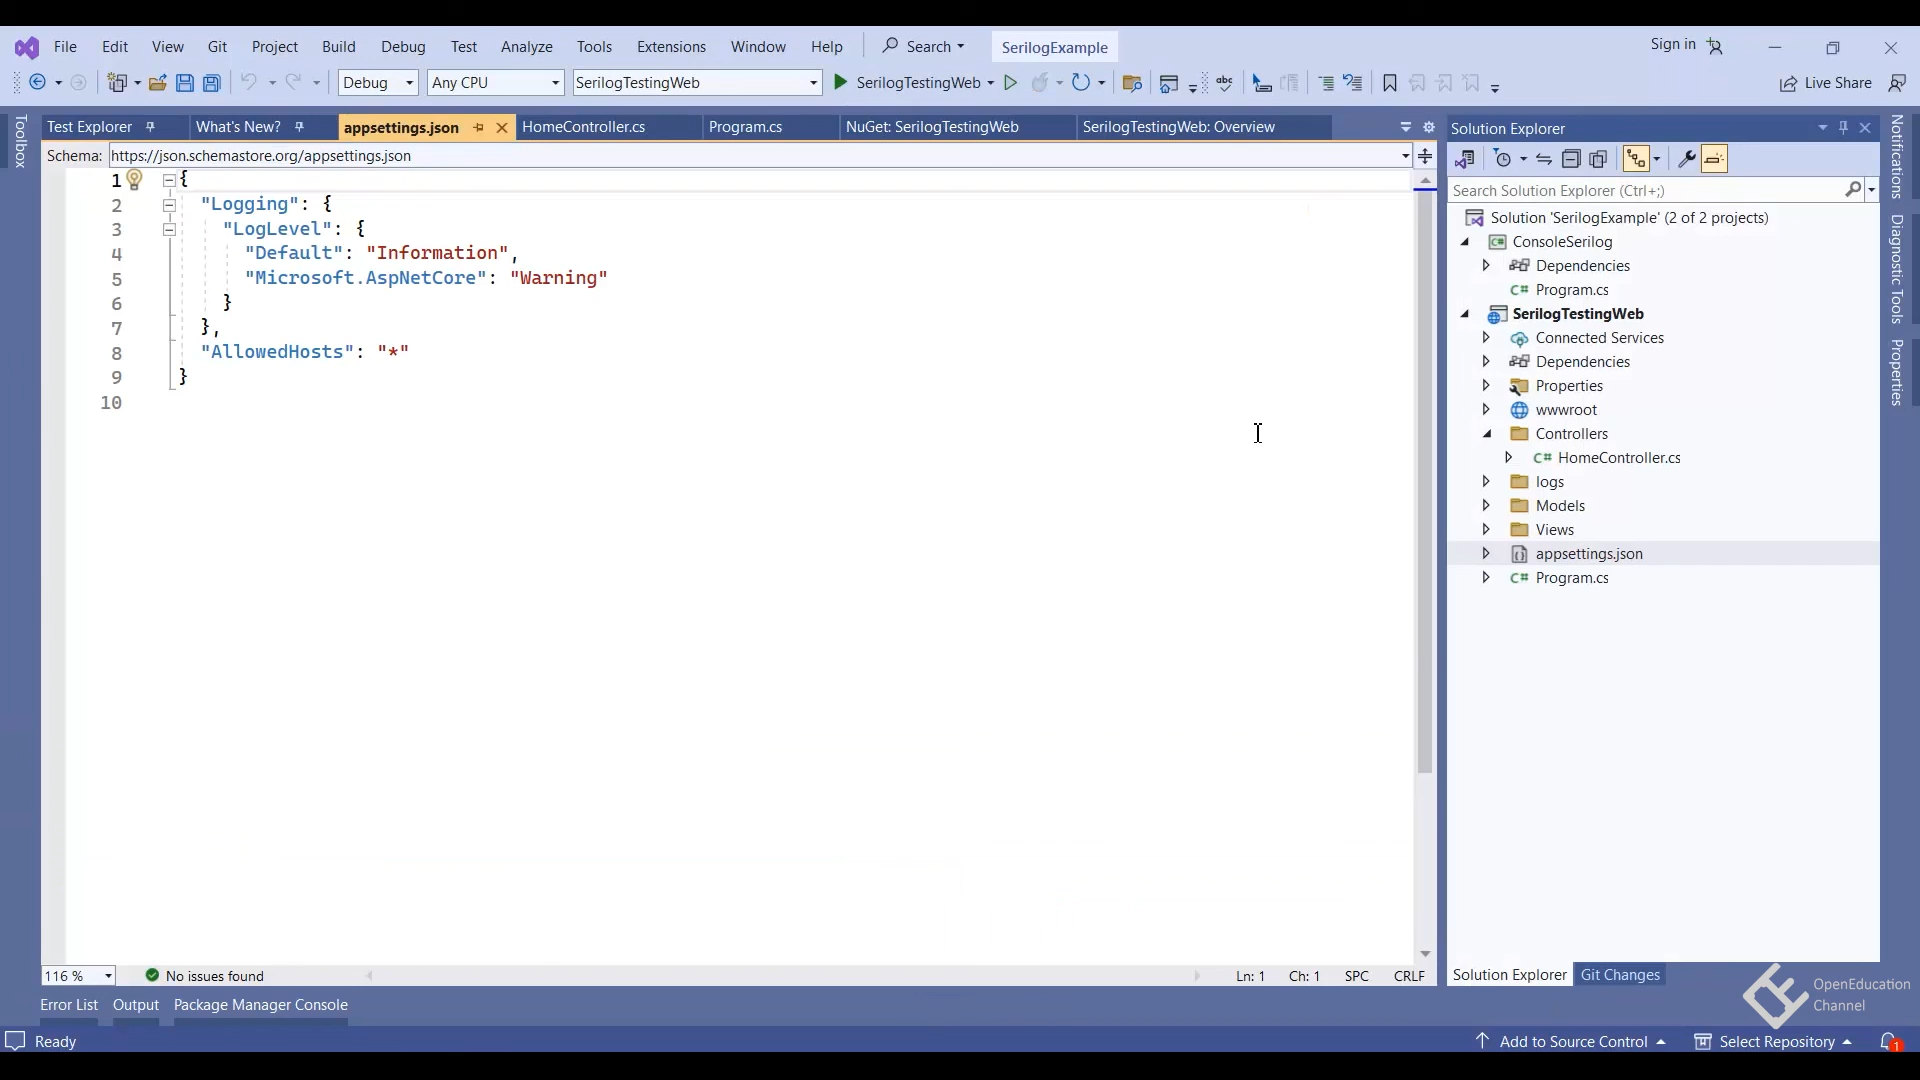 File Edit View Git Project Build Debug Test Analyze Tools Extensions Window Help Search SerilogExample Sign in
Debug Any CPU SerilogTestingWeb SerilogTestingWeb abc Live Share
Toolbox
Test Explorer What's New? appsettings.json HomeController.cs Program.cs NuGet: SerilogTestingWeb SerilogTestingWeb: Overview
Schema: https://json.schemastore.org/appsettings.json
1 {
2 "Logging": {
3 "LogLevel": {
4 "Default": "Information",
5 "Microsoft.AspNetCore": "Warning"
6 }
7 },
8 "AllowedHosts": "*"
9 }
10
116 % No issues found Ln: 1 Ch: 1 SPC CRLF
Solution Explorer
Search Solution Explorer (Ctrl+;)
Solution 'SerilogExample' (2 of 2 projects)
C# ConsoleSerilog
Dependencies
C# Program.cs
SerilogTestingWeb
Connected Services
Dependencies
Properties
wwwroot
Controllers
C# HomeController.cs
logs
Models
Views
appsettings.json
C# Program.cs
Solution Explorer Git Changes
Notifications
Diagnostic Tools
Properties
Error List Output Package Manager Console
OpenEducation
Channel
Ready Add to Source Control Select Repository 1